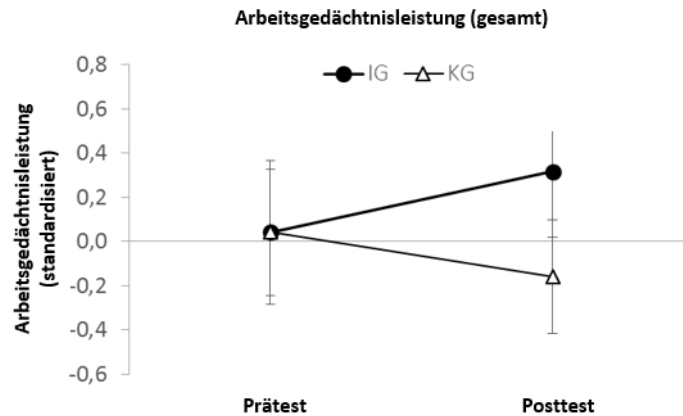 Arbeitsgedächtnisleistung (gesamt)
IG
KG
Arbeitsgedächtnisleistung
(standardisiert)
0,8
0,6
0,4
0,2
0,0
-0,2
-0,4
-0,6
Prätest
Posttest